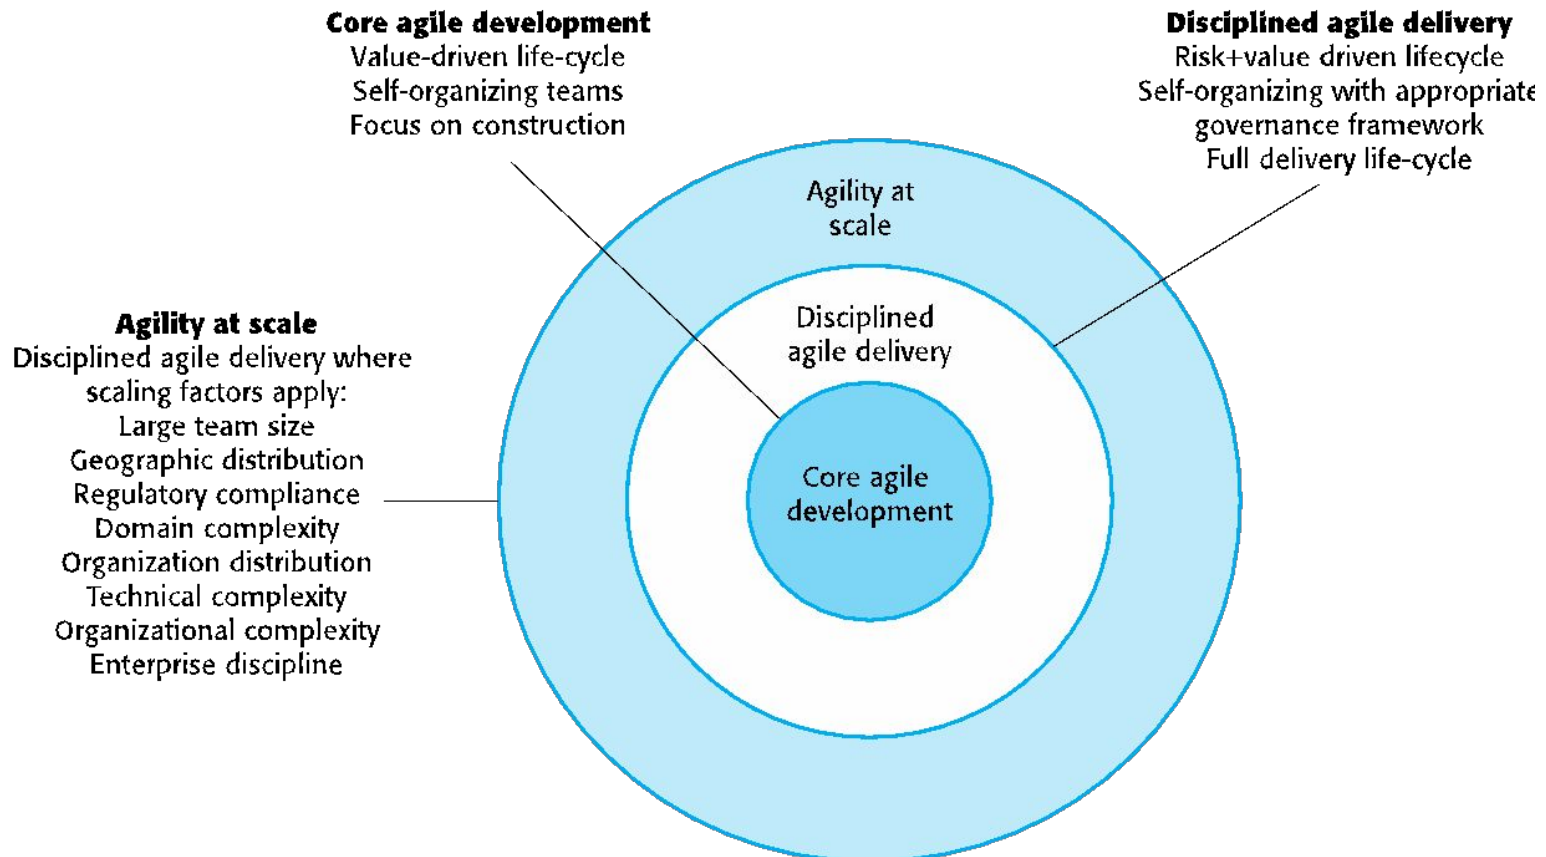 Core agile development
Value-driven life-cycle
Self-organizing teams
Focus on construction
Disciplined agile delivery
Risk+value driven lifecycle
Self-organizing with appropriate
governance framework
Full delivery life-cycle
Agility at scale
Disciplined agile delivery where
scaling factors apply:
Large team size
Geographic distribution
Regulatory compliance
Domain complexity
Organization distribution
Technical complexity
Organizational complexity
Enterprise discipline
Agility at
scale
Disciplined
agile delivery
Core agile
development